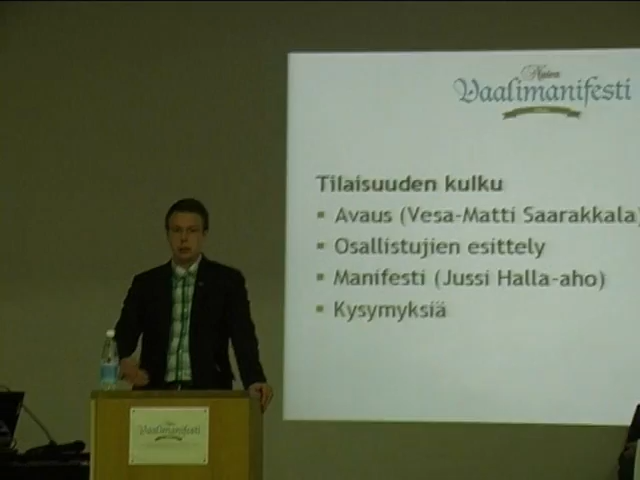 Nuiva
Vaalimanifesti
Tilaisuuden kulku
▪ Avaus (Vesa-Matti Saarakkala)
▪ Osallistujien esittely
▪ Manifesti (Jussi Halla-aho)
▪ Kysymyksiä
Vaalimanifesti